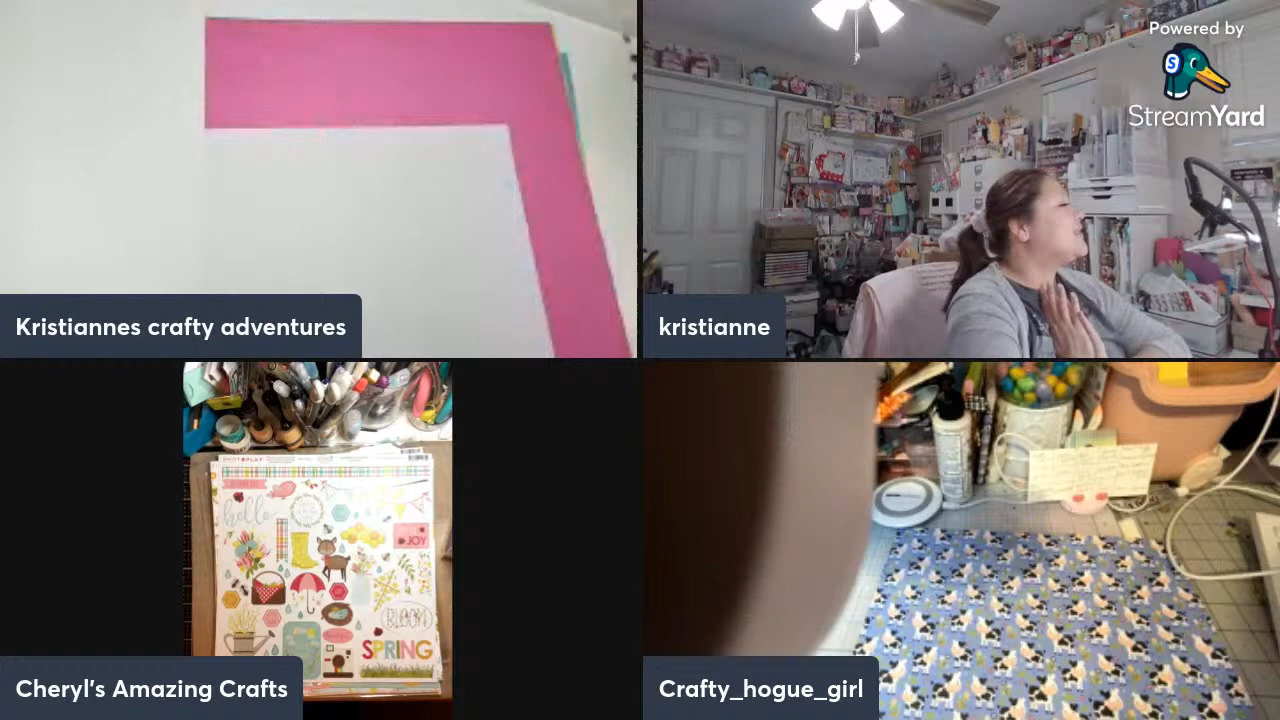 Powered by
StreamYard
Kristiannes crafty adventures
kristianne
PHOTOPLAY
hello
JOY
BLOOM
SPRING
Cheryl's Amazing Crafts
Crafty_hogue_girl